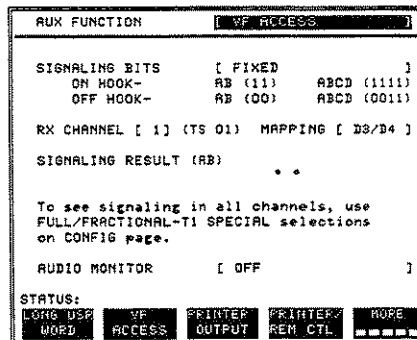 AUX FUNCTION [ VF ACCESS
SIGNALING BITS [ FIXED ]
ON HOOK- AB (11) ABCD (1111)
OFF HOOK- AB (00) ABCD (0011)
RX CHANNEL [ 1] (TS 01) MAPPING [ D3/D4 ]
SIGNALING RESULT (AB)
To see signaling in all channels, use
FULL/FRACTIONAL-T1 SPECIAL selections
on CONFIG page.
AUDIO MONITOR [ OFF ]
STATUS:
LONG USR WORD
VF ACCESS
PRINTER OUTPUT
PRINTER/ REM CTL
MORE